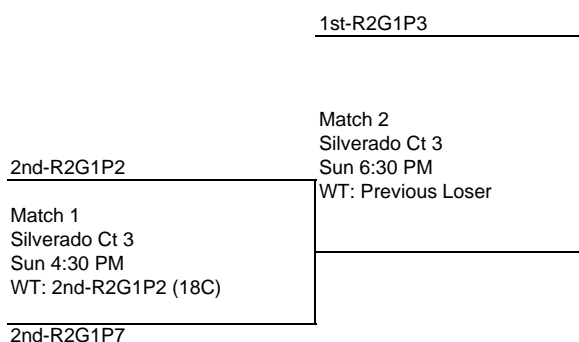 1st-R2G1P3
Match 2
Silverado Ct 3
Sun 6:30 PM
WT: Previous Loser
2nd-R2G1P2
Match 1
Silverado Ct 3
Sun 4:30 PM
WT: 2nd-R2G1P2 (18C)
2nd-R2G1P7